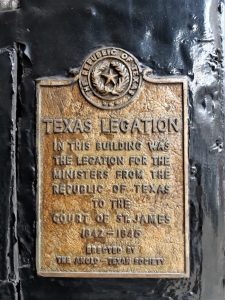 THE REPUBLIC OF TEXAS
TEXAS LEGATION
IN THIS BUILDING WAS
THE LEGATION FOR THE
MINISTERS FROM THE
REPUBLIC OF TEXAS
TO THE
COURT OF ST. JAMES
1842–1845
ERECTED BY
THE ANGLO-TEXAN SOCIETY